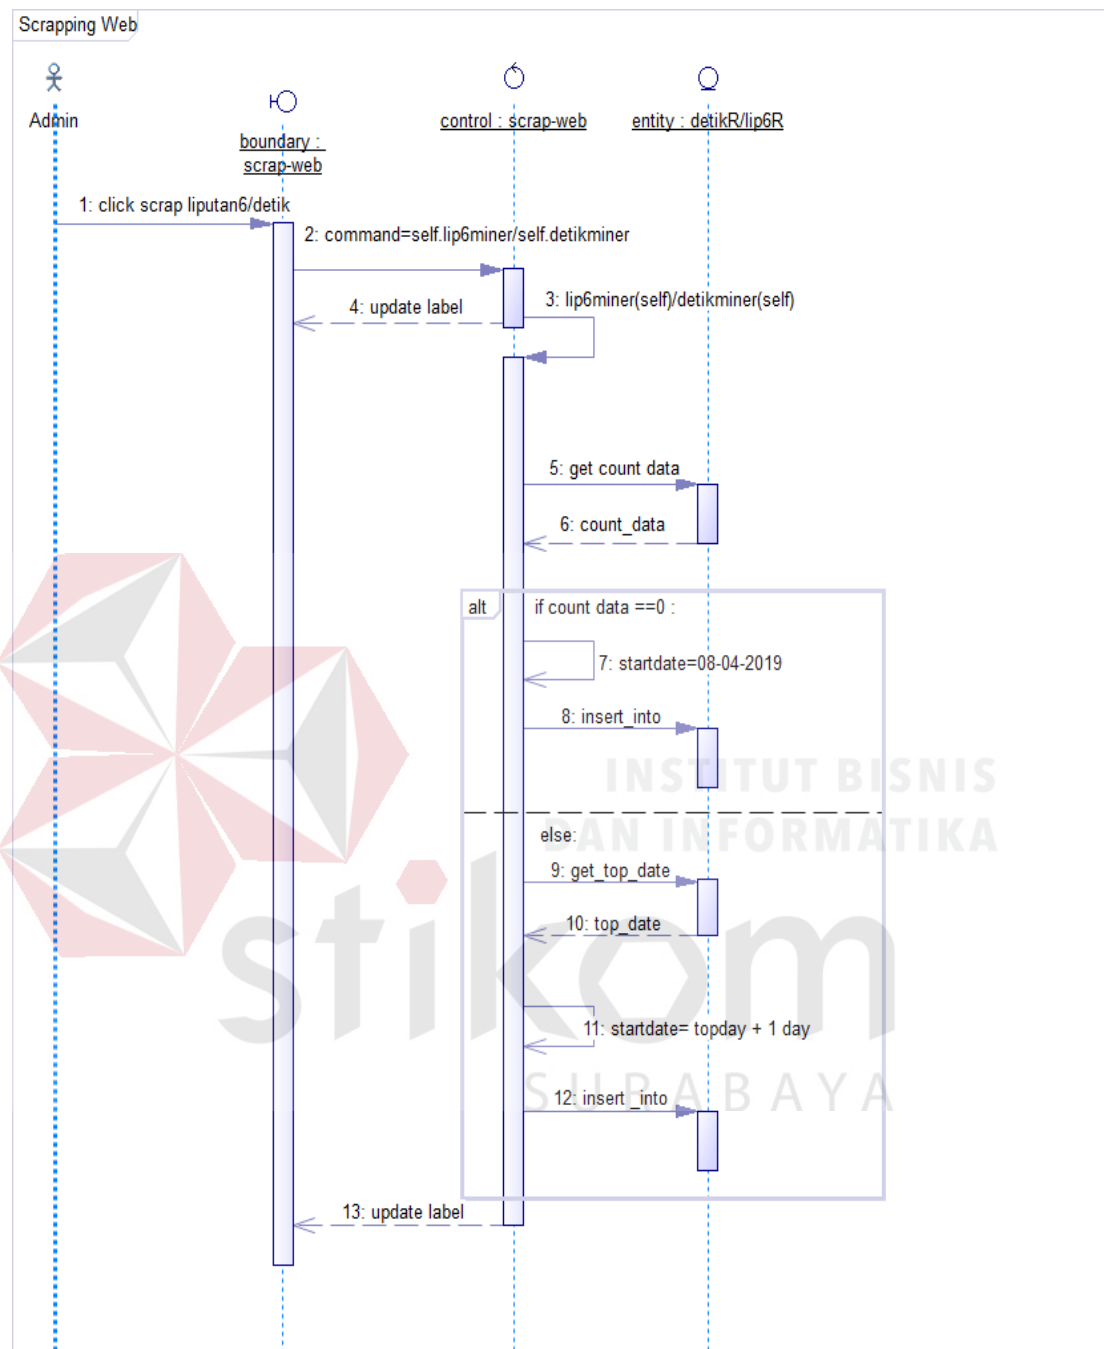 Scrapping Web
Admin
boundary :
scrap-web
control : scrap-web
entity : detikR/lip6R
1: click scrap liputan6/detik
2: command=self.lip6miner/self.detikminer
3: lip6miner(self)/detikminer(self)
4: update label
5: get count data
6: count_data
alt
if count data ==0 :
7: startdate=08-04-2019
8: insert_into
INSTITUT BISNIS
DAN INFORMATIKA
else:
9: get_top_date
10: top_date
stikom
11: startdate= topday + 1 day
SURABAYA
12: insert _into
13: update label